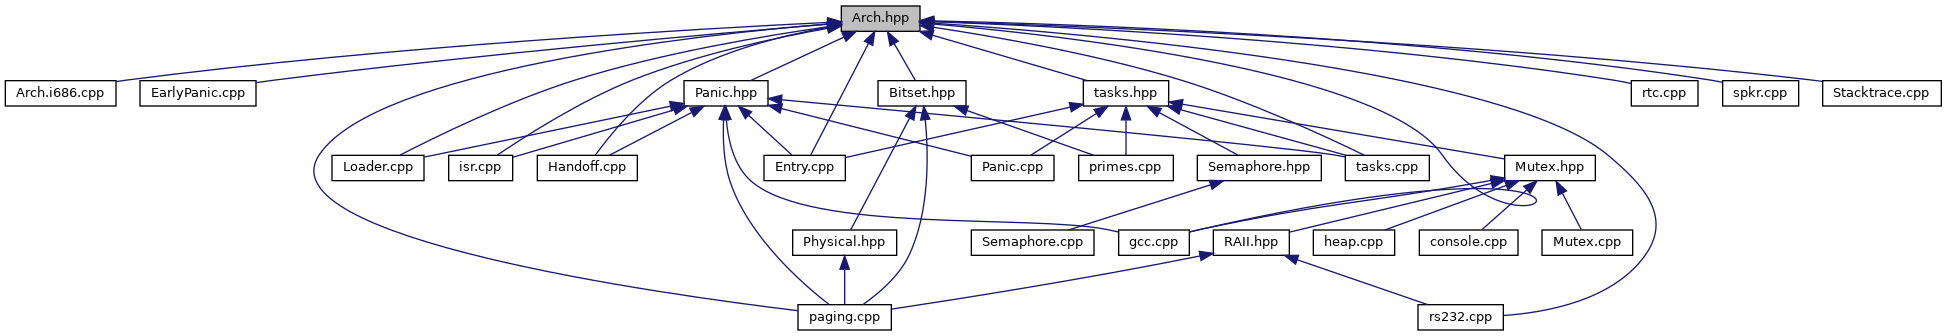 Arch.hpp
Arch.i686.cpp
EarlyPanic.cpp
Panic.hpp
Bitset.hpp
tasks.hpp
rtc.cpp
spkr.cpp
Stacktrace.cpp
Loader.cpp
isr.cpp
Handoff.cpp
Entry.cpp
Panic.cpp
primes.cpp
Semaphore.hpp
tasks.cpp
Mutex.hpp
Physical.hpp
Semaphore.cpp
gcc.cpp
RAII.hpp
heap.cpp
console.cpp
Mutex.cpp
paging.cpp
rs232.cpp